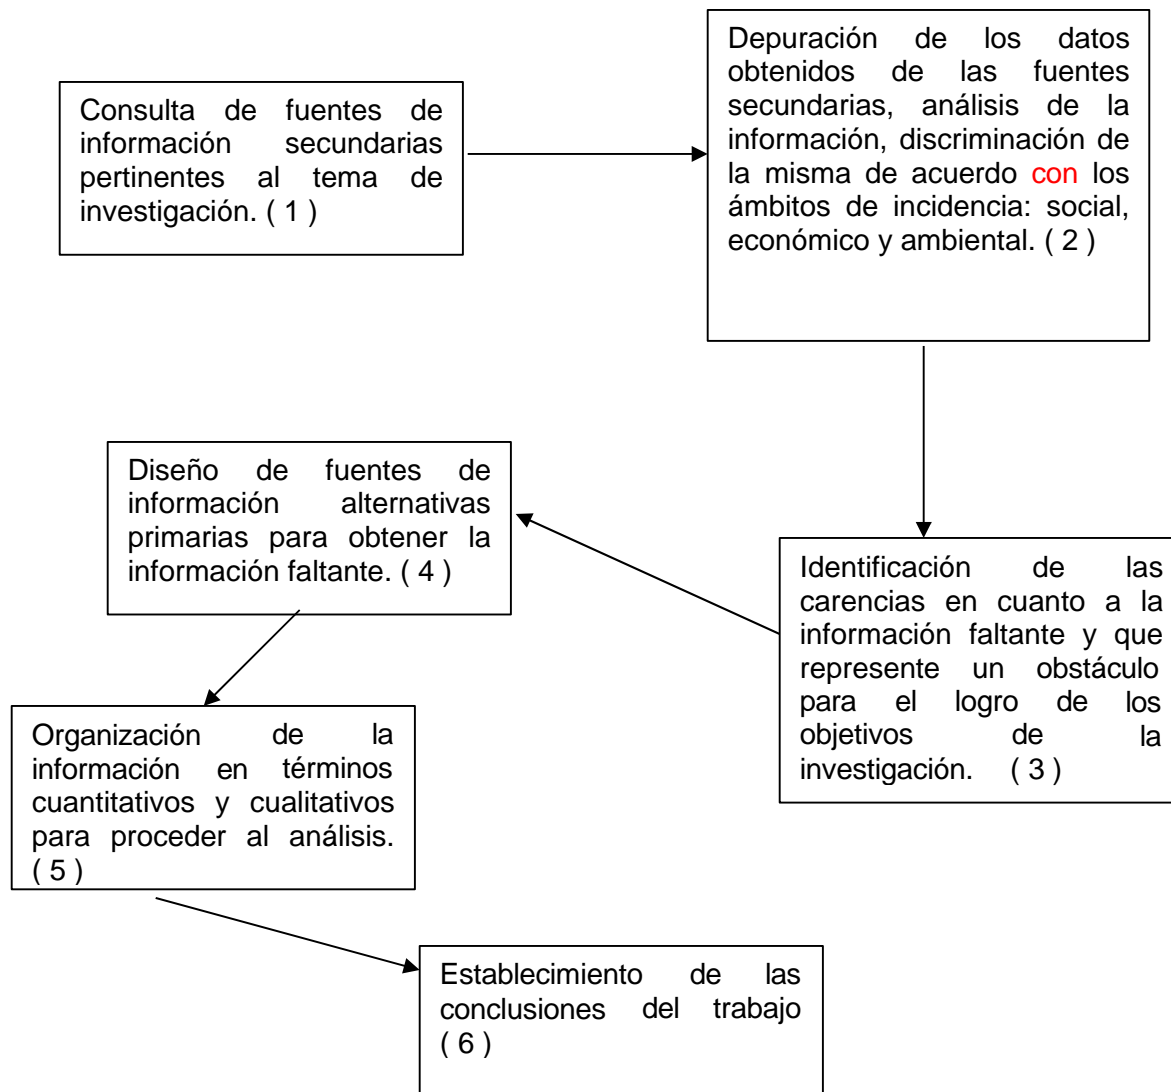 Consulta de fuentes de
información secundarias
pertinentes al tema de
investigación. ( 1 )
Depuración de los datos
obtenidos de las fuentes
secundarias, análisis de la
información, discriminación de
la misma de acuerdo con los
ámbitos de incidencia: social,
económico y ambiental. ( 2 )
Identificación de las
carencias en cuanto a la
información faltante y que
represente un obstáculo
para el logro de los
objetivos de la
investigación. ( 3 )
Diseño de fuentes de
información alternativas
primarias para obtener la
información faltante. ( 4 )
Organización de la
información en términos
cuantitativos y cualitativos
para proceder al análisis.
( 5 )
Establecimiento de las
conclusiones del trabajo
( 6 )